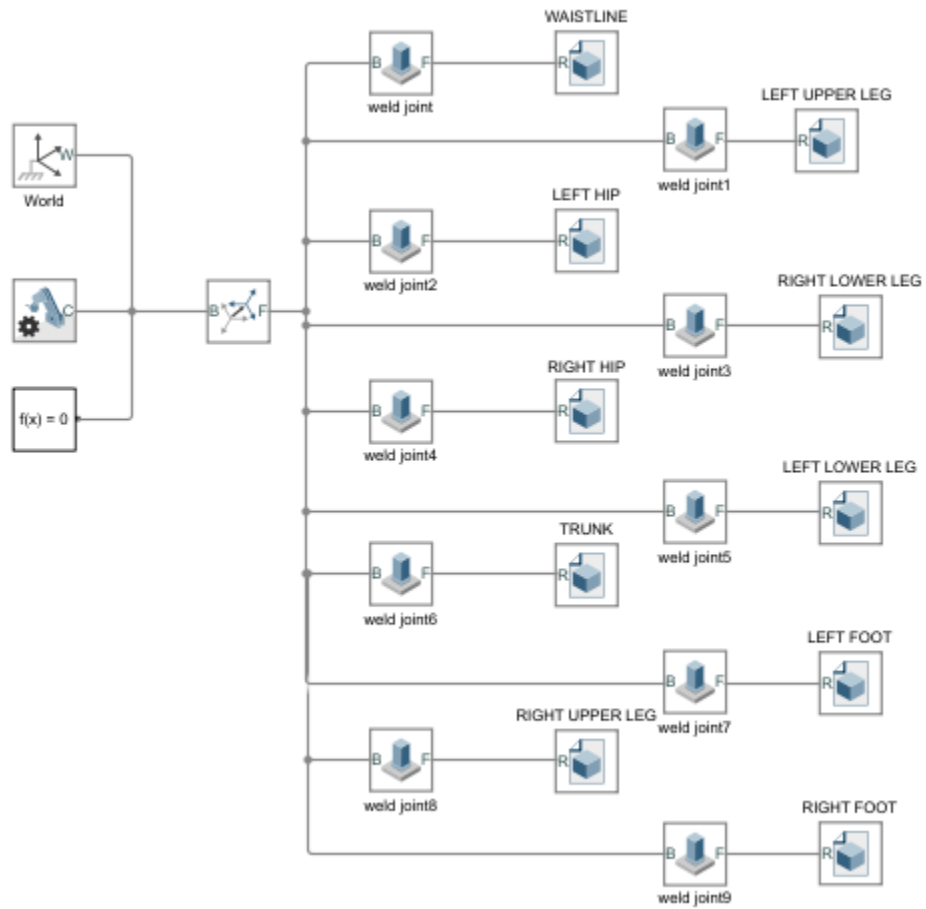 WAISTLINE
B F R
weld joint
LEFT UPPER LEG
B F R
weld joint1
W
World
LEFT HIP
B F R
weld joint2
RIGHT LOWER LEG
C
B F
B F R
weld joint3
RIGHT HIP
f(x) = 0
B F R
weld joint4
LEFT LOWER LEG
B F R
weld joint5
TRUNK
B F R
weld joint6
LEFT FOOT
B F R
weld joint7
RIGHT UPPER LEG
B F R
weld joint8
RIGHT FOOT
B F R
weld joint9